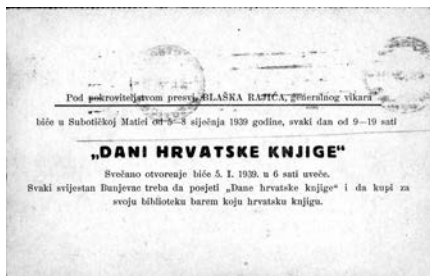 Pod pokroviteljstvom presvj. BLAŠKA RAJIĆA, generalnog vikara
biće u Subotičkoj Matici od 5—8 siječnja 1939 godine, svaki dan od 9—19 sati
„DANI HRVATSKE KNJIGE“
Svečano otvorenje biće 5. I. 1939. u 6 sati uveče.
Svaki svijestan Bunjevac treba da posjeti „Dane hrvatske knjige“ i da kupi za
svoju biblioteku barem koju hrvatsku knjigu.